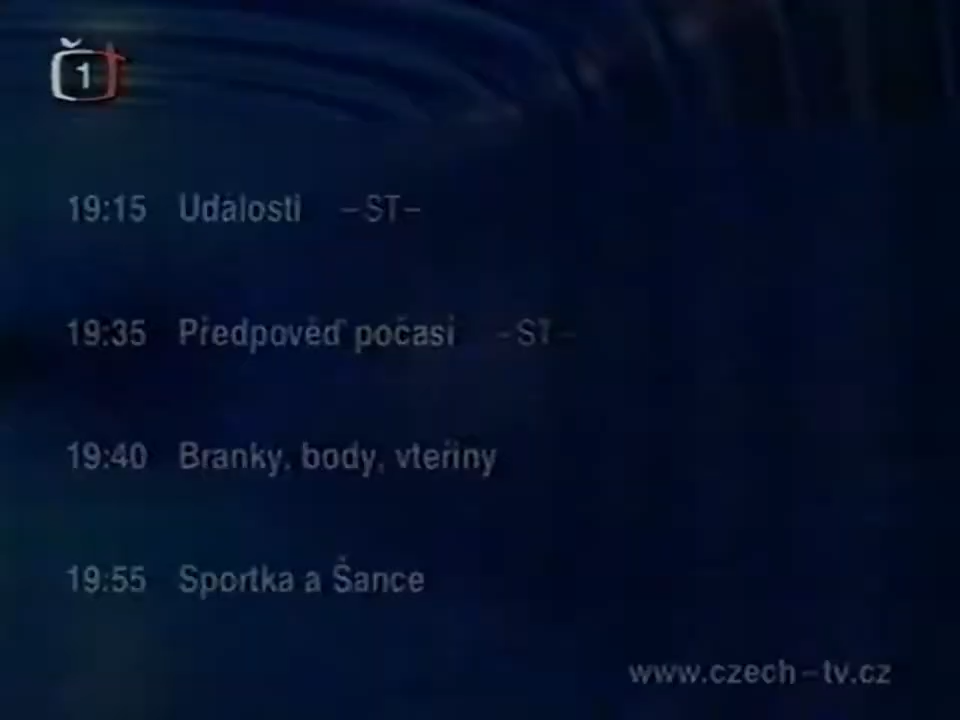 1
19:15 Události –ST–
19:35 Předpověď počasí –ST–
19:40 Branky, body, vteřiny
19:55 Sportka a Šance
www.czech-tv.cz